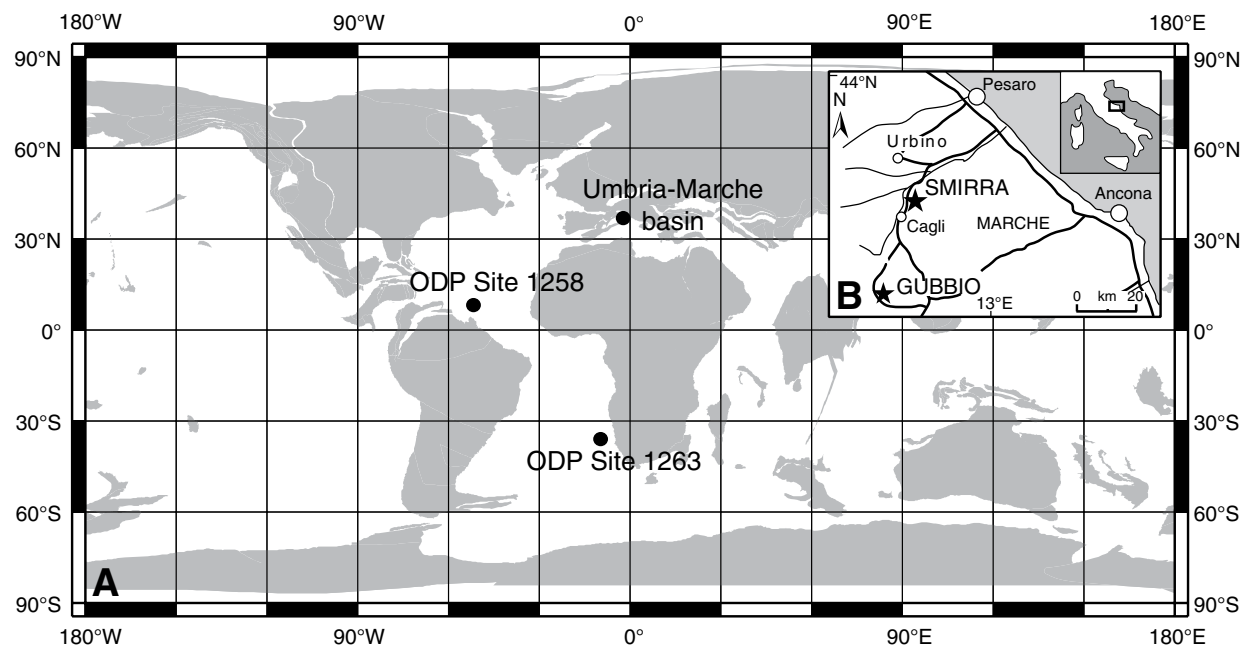 180°W 90°W 0° 90°E 180°E
90°N 90°N
44°N
Pesaro
N
60°N 60°N
Urbino
Umbria-Marche
basin
SMIRRA
Ancona
Cagli
MARCHE
30°N 30°N
ODP Site 1258
GUBBIO
B
13°E
0 km 20
0° 0°
30°S 30°S
ODP Site 1263
60°S 60°S
A
90°S 90°S
180°W 90°W 0° 90°E 180°E